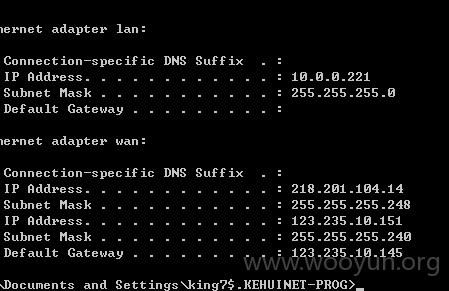 ernet adapter lan:
Connection-specific DNS Suffix . :
IP Address. . . . . . . . . . . . : 10.0.0.221
Subnet Mask . . . . . . . . . . . : 255.255.255.0
Default Gateway . . . . . . . . . :
ernet adapter wan:
Connection-specific DNS Suffix . :
IP Address. . . . . . . . . . . . : 218.201.104.14
Subnet Mask . . . . . . . . . . . : 255.255.255.248
IP Address. . . . . . . . . . . . : 123.235.10.151
Subnet Mask . . . . . . . . . . . : 255.255.255.240
Default Gateway . . . . . . . . . : 123.235.10.145
www.wooyun.org
\Documents and Settings\king7$.KEHUINET-PROG>